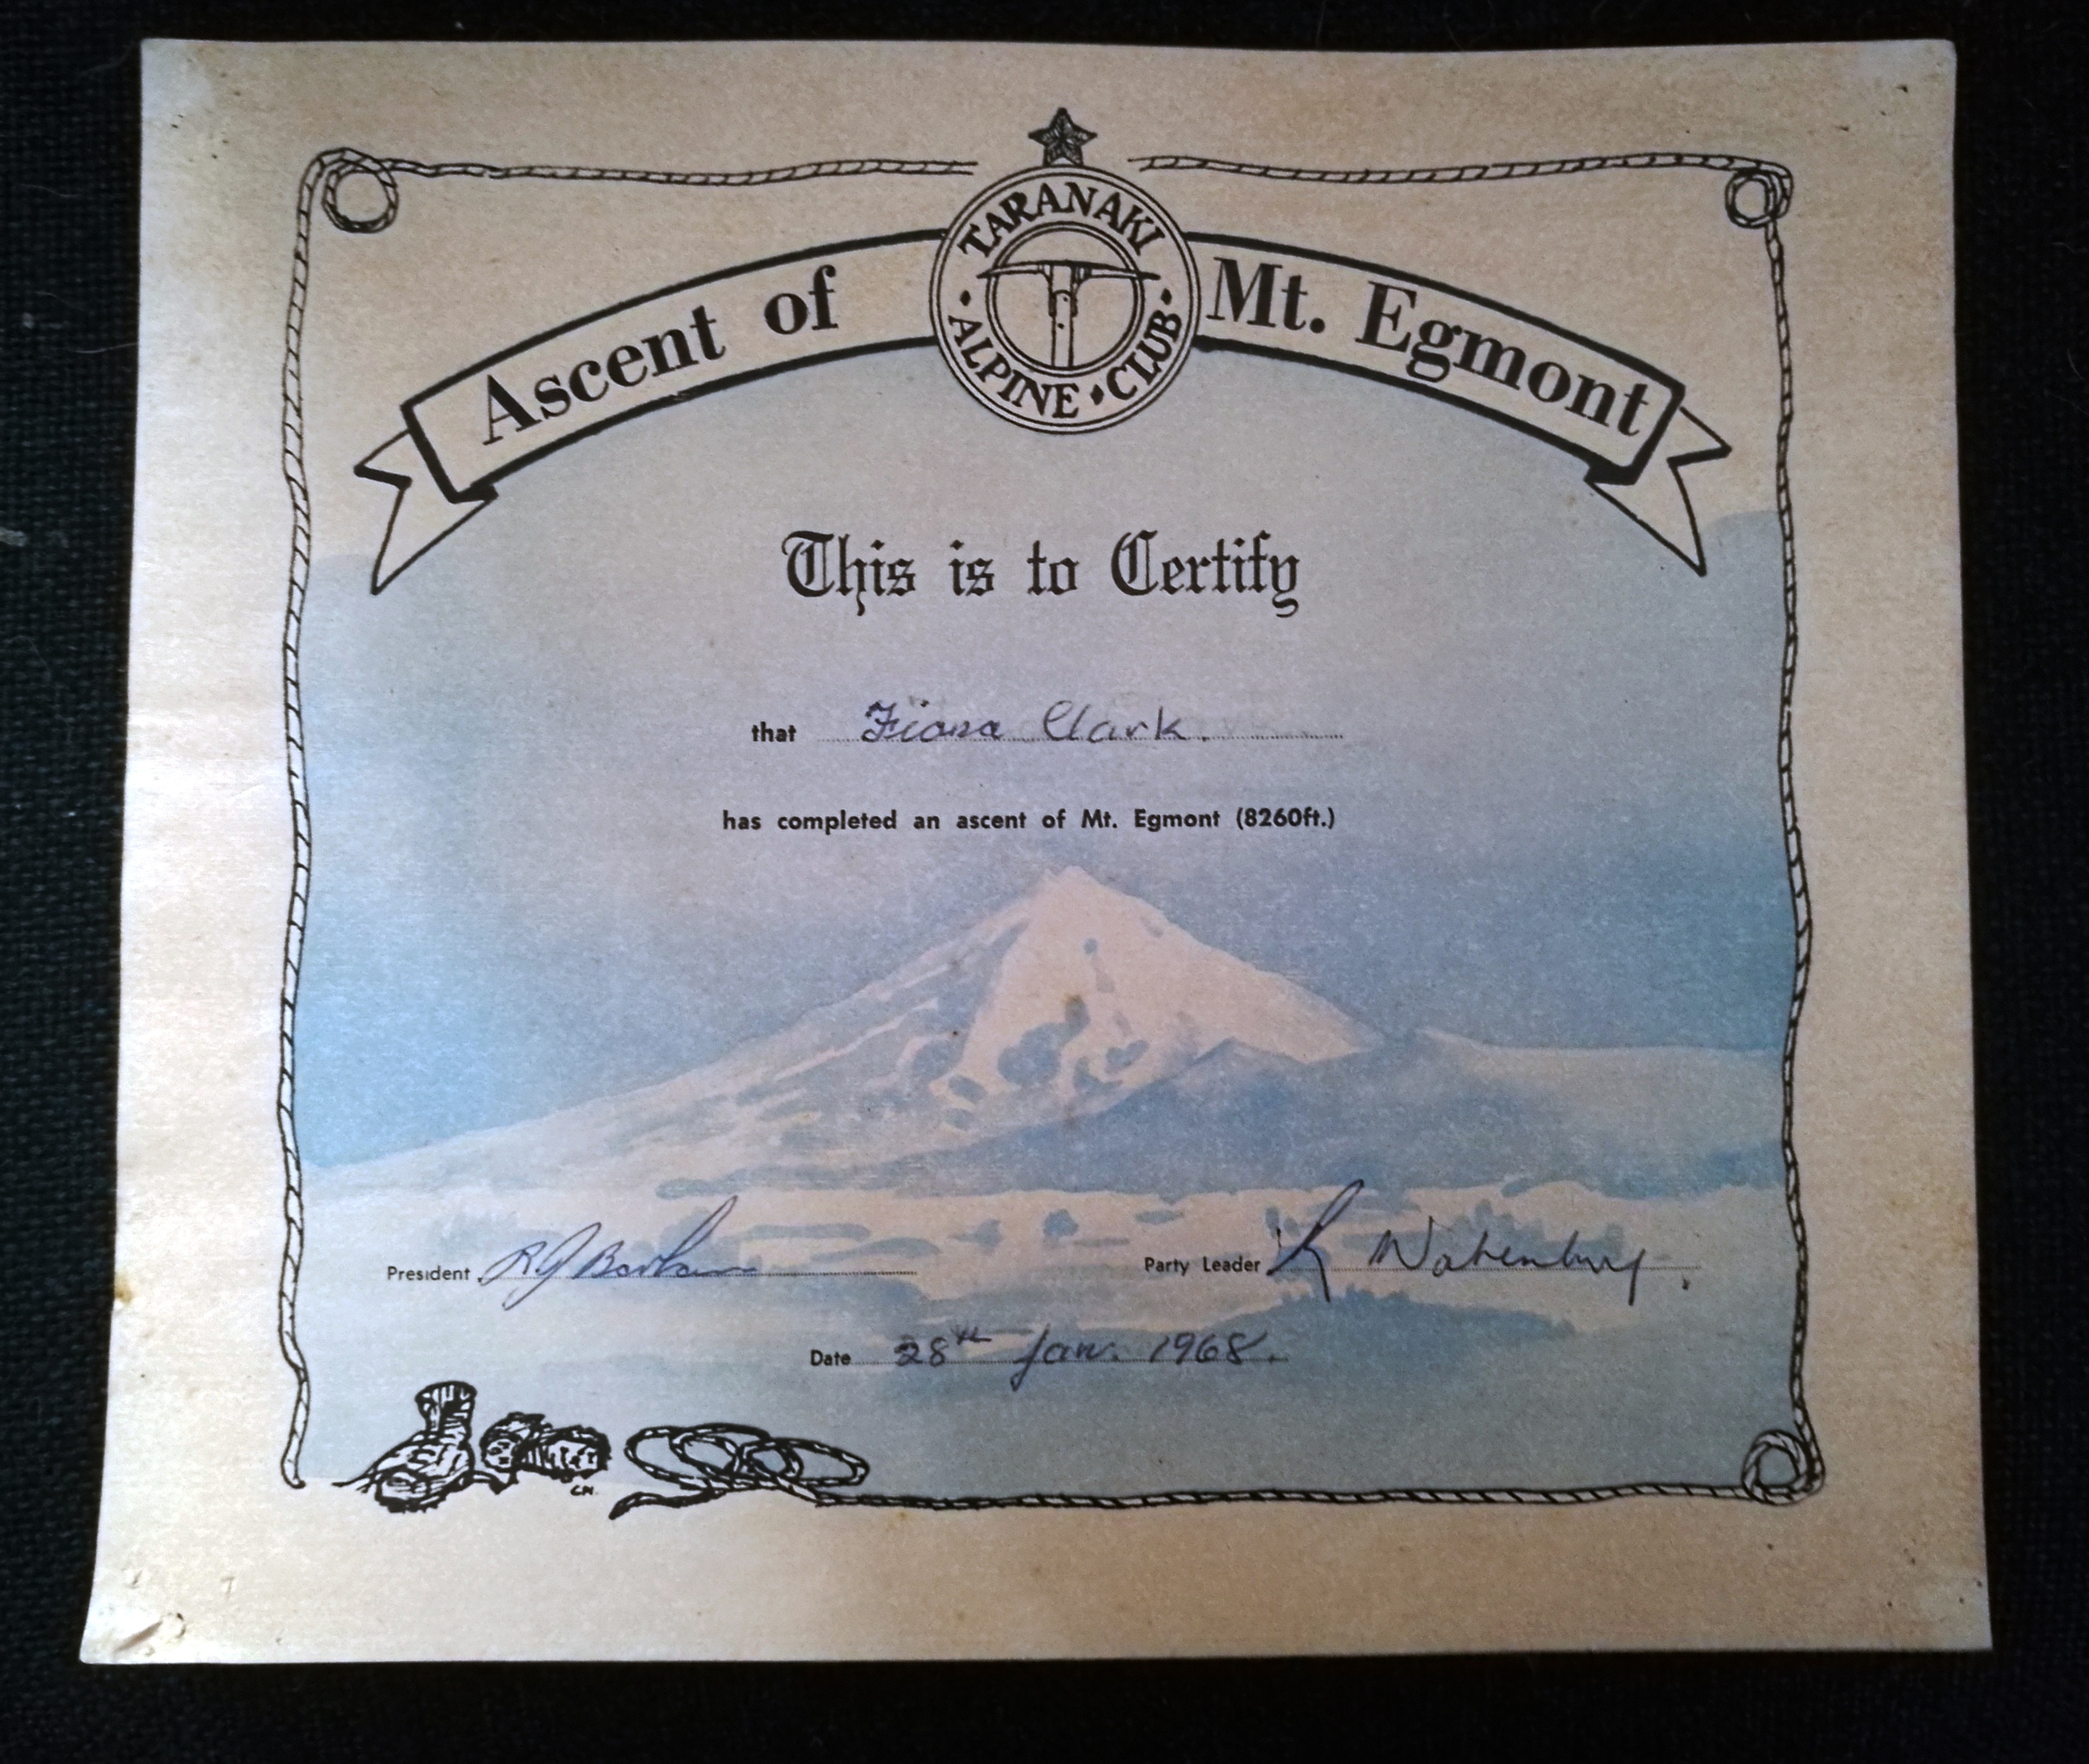 TARANAKI ALPINE CLUB
Ascent of Mt. Egmont
This is to Certify
that Fiona Clark.
has completed an ascent of Mt. Egmont (8260ft.)
President R J
Party Leader
Date 28th Jan. 1968.
C.N.